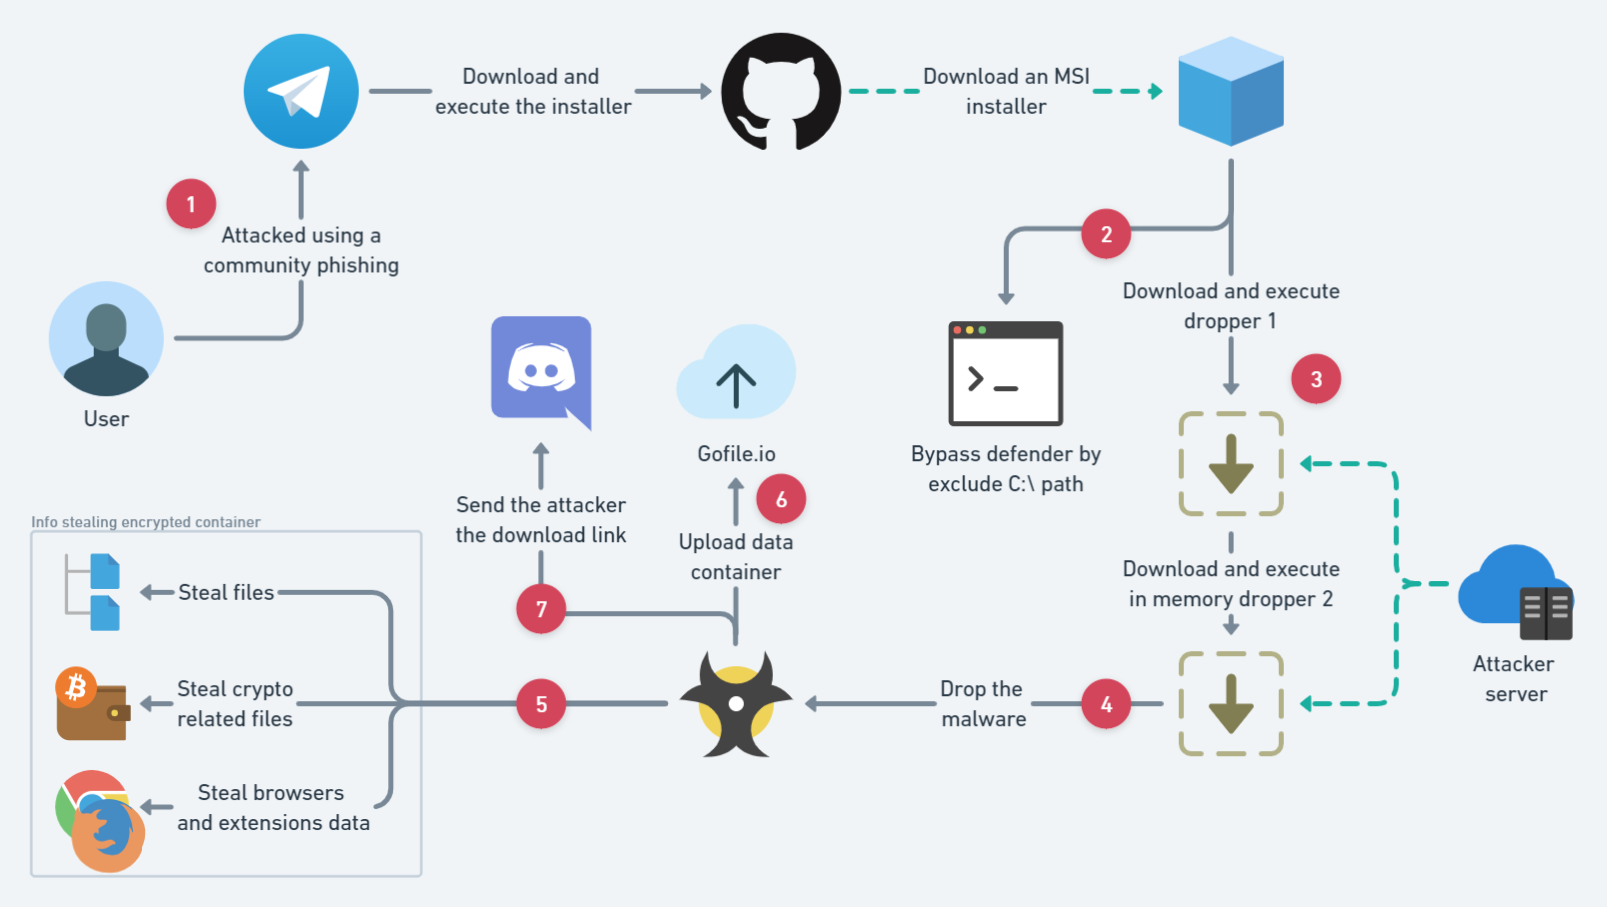 Download and
execute the installer
Download an MSI
installer
1
Attacked using a
community phishing
User
2
Download and execute
dropper 1
3
Bypass defender by
exclude C:\ path
Gofile.io
6
Send the attacker
the download link
Upload data
container
7
Download and execute
in memory dropper 2
Attacker
server
Info stealing encrypted container
Steal files
Steal crypto
related files
Steal browsers
and extensions data
5
Drop the
malware
4